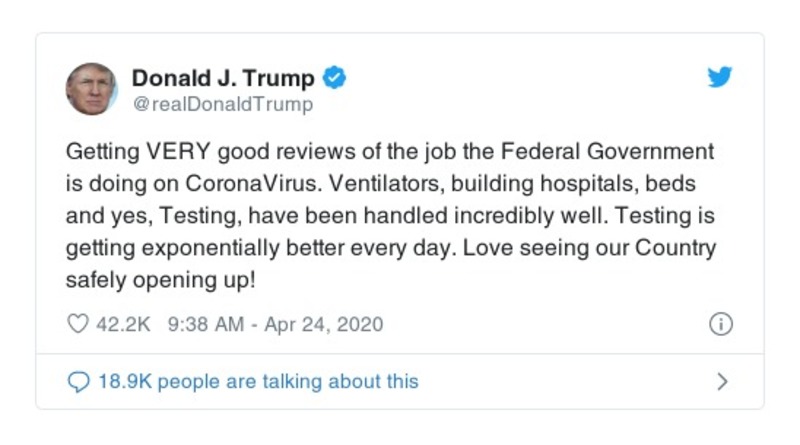 Donald J. Trump
@realDonaldTrump
Getting VERY good reviews of the job the Federal Government
is doing on CoronaVirus. Ventilators, building hospitals, beds
and yes, Testing, have been handled incredibly well. Testing is
getting exponentially better every day. Love seeing our Country
safely opening up!
42.2K 9:38 AM - Apr 24, 2020
18.9K people are talking about this